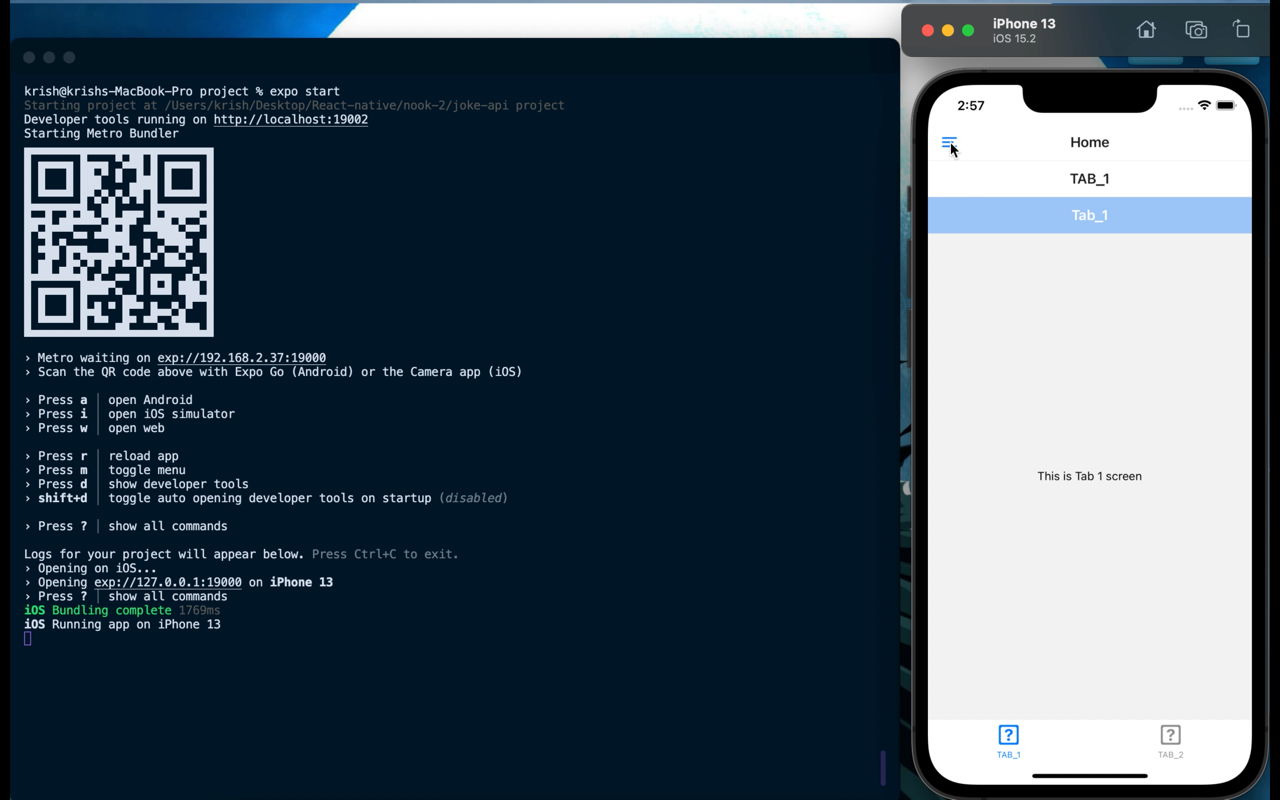 krish@krishs-MacBook-Pro project % expo start
Starting project at /Users/krish/Desktop/React-native/nook-2/joke-api project
Developer tools running on http://localhost:19002
Starting Metro Bundler
› Metro waiting on exp://192.168.2.37:19000
› Scan the QR code above with Expo Go (Android) or the Camera app (iOS)
› Press a │ open Android
› Press i │ open iOS simulator
› Press w │ open web
› Press r │ reload app
› Press m │ toggle menu
› Press d │ show developer tools
› shift+d │ toggle auto opening developer tools on startup (disabled)
› Press ? │ show all commands
Logs for your project will appear below. Press Ctrl+C to exit.
› Opening on iOS...
› Opening exp://127.0.0.1:19000 on iPhone 13
› Press ? │ show all commands
iOS Bundling complete 1769ms
iOS Running app on iPhone 13
iPhone 13
iOS 15.2
2:57
Home
TAB_1
Tab_1
This is Tab 1 screen
TAB_1
TAB_2